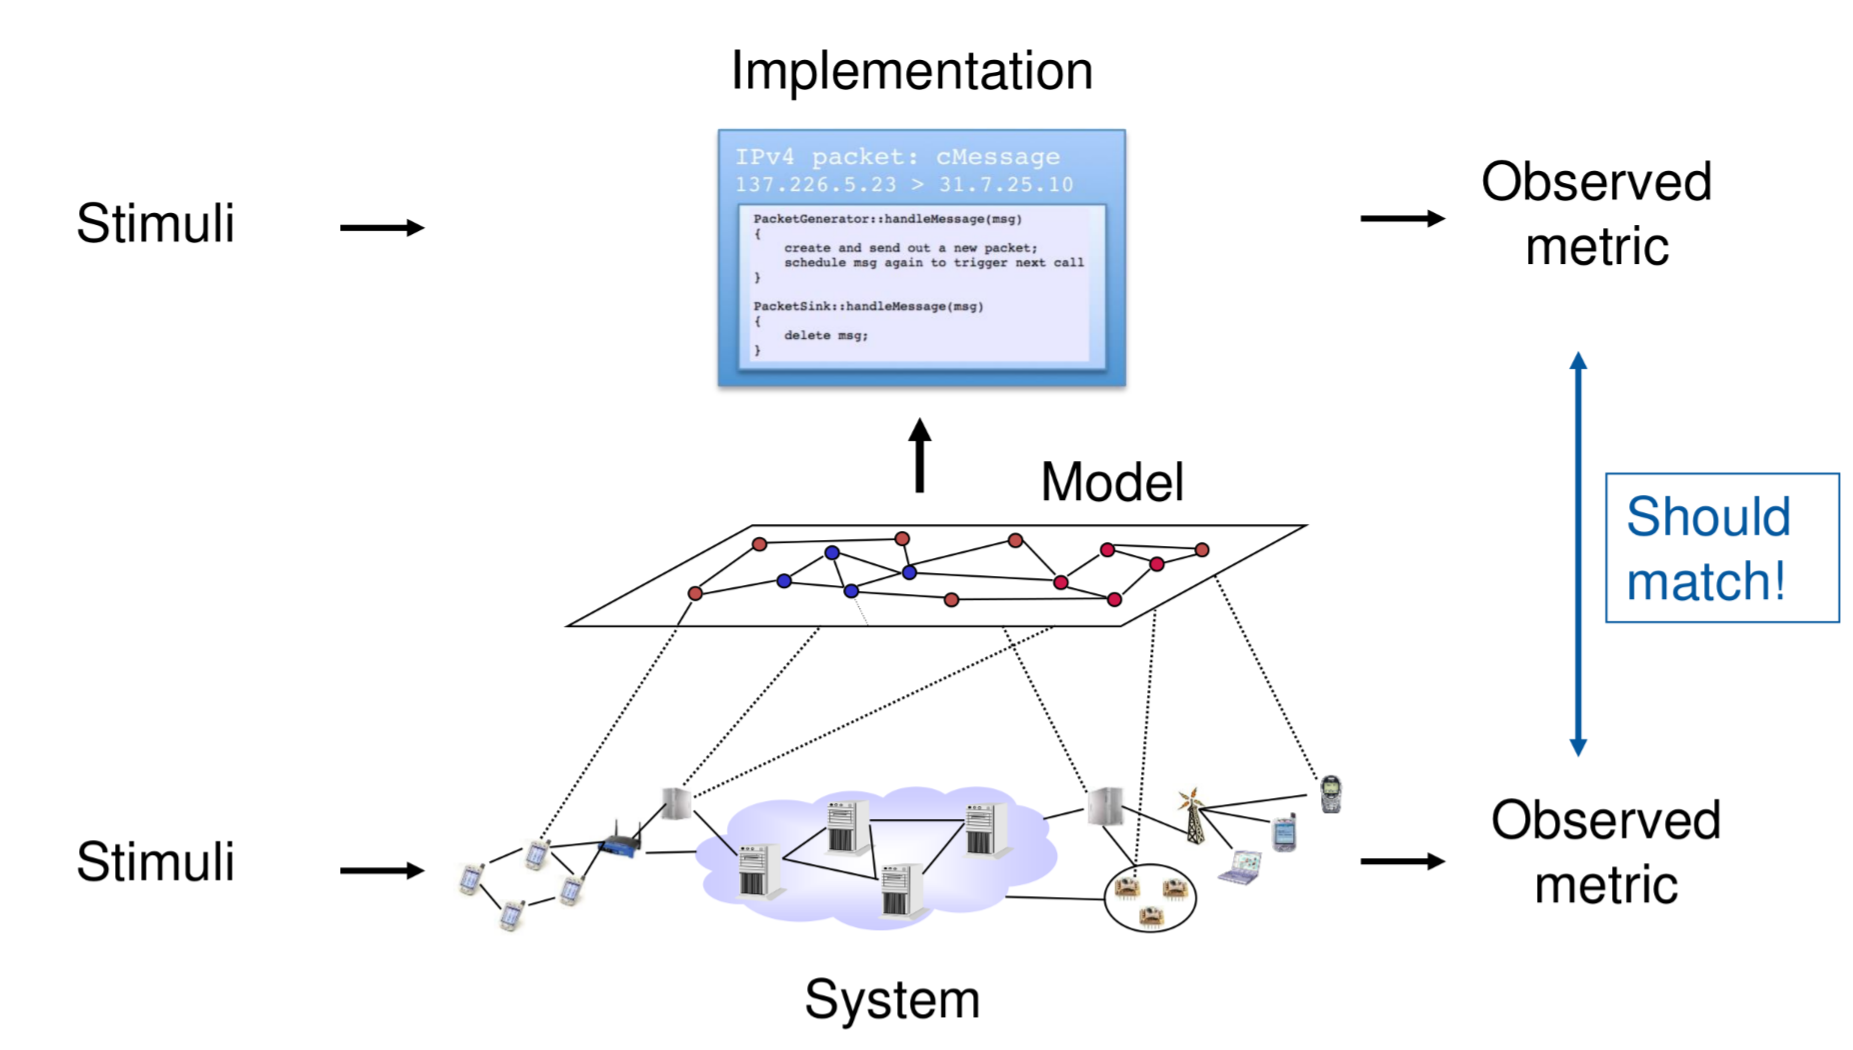 Implementation
IPv4 packet: cMessage
137.226.5.23 > 31.7.25.10
PacketGenerator::handleMessage(msg)
{
create and send out a new packet;
schedule msg again to trigger next call
}
PacketSink::handleMessage(msg)
{
delete msg;
}
Stimuli
Observed
metric
Model
Should
match!
Stimuli
Observed
metric
System